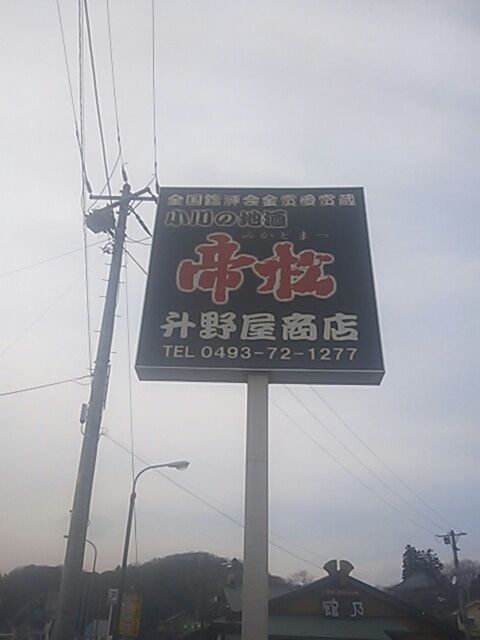 全国鑑評会金賞受賞蔵
小川の地酒
みかどまつ
帝松
斗野屋商店
TEL 0493-72-1277